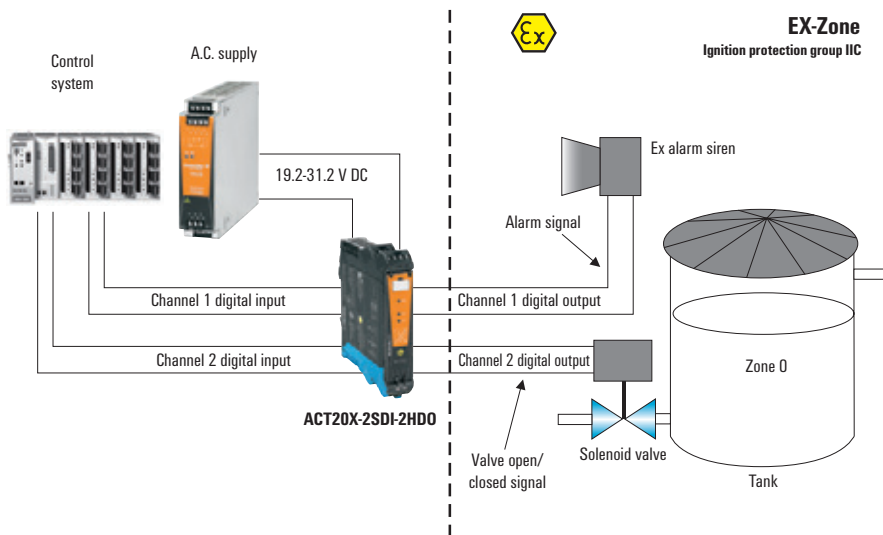 EX-Zone
Ignition protection group IIC
Control
system
A.C. supply
Ex alarm siren
19.2-31.2 V DC
Alarm signal
Channel 1 digital input
Channel 1 digital output
Channel 2 digital input
Channel 2 digital output
Zone 0
ACT20X-2SDI-2HDO
Valve open/
closed signal
Solenoid valve
Tank